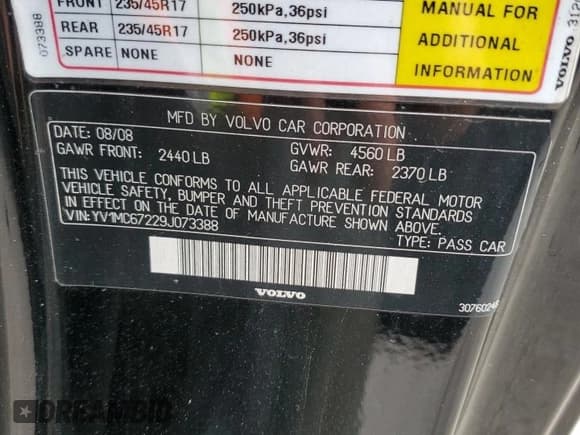 FRONT 235/45R17 250kPa,36psi
REAR 235/45R17 250kPa,36psi
SPARE NONE NONE
MANUAL FOR
ADDITIONAL
INFORMATION
VOLVO
073388
MFD BY VOLVO CAR CORPORATION
DATE: 08/08 GVWR: 4560 LB
GAWR FRONT: 2440 LB GAWR REAR: 2370 LB
THIS VEHICLE CONFORMS TO ALL APPLICABLE FEDERAL MOTOR
VEHICLE SAFETY, BUMPER AND THEFT PREVENTION STANDARDS
IN EFFECT ON THE DATE OF MANUFACTURE SHOWN ABOVE.
VIN: YV1MC67229J073388 TYPE: PASS CAR
VOLVO
DREAMBID